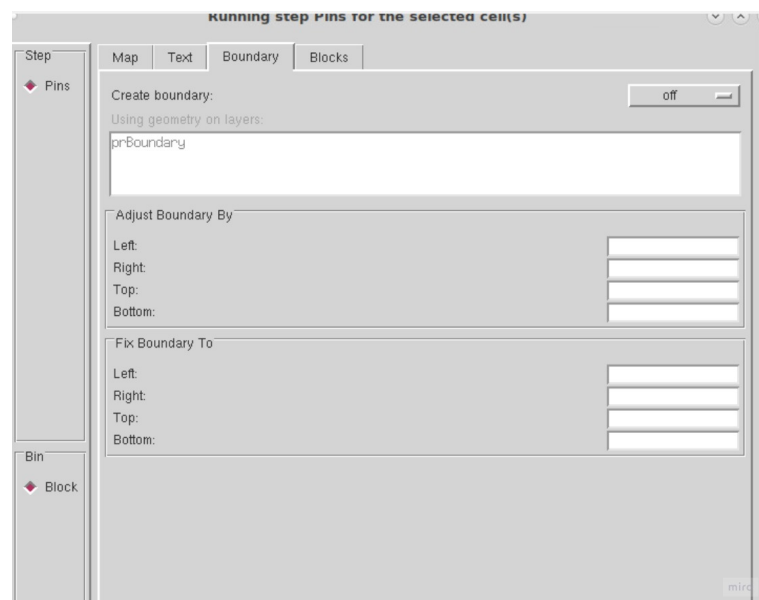 Running step Pins for the selected cell(s)
Step
Pins
Map Text Boundary Blocks
Create boundary: off
Using geometry on layers:
prBoundary
Adjust Boundary By
Left:
Right:
Top:
Bottom:
Fix Boundary To
Left:
Right:
Top:
Bottom:
Bin
Block
miro